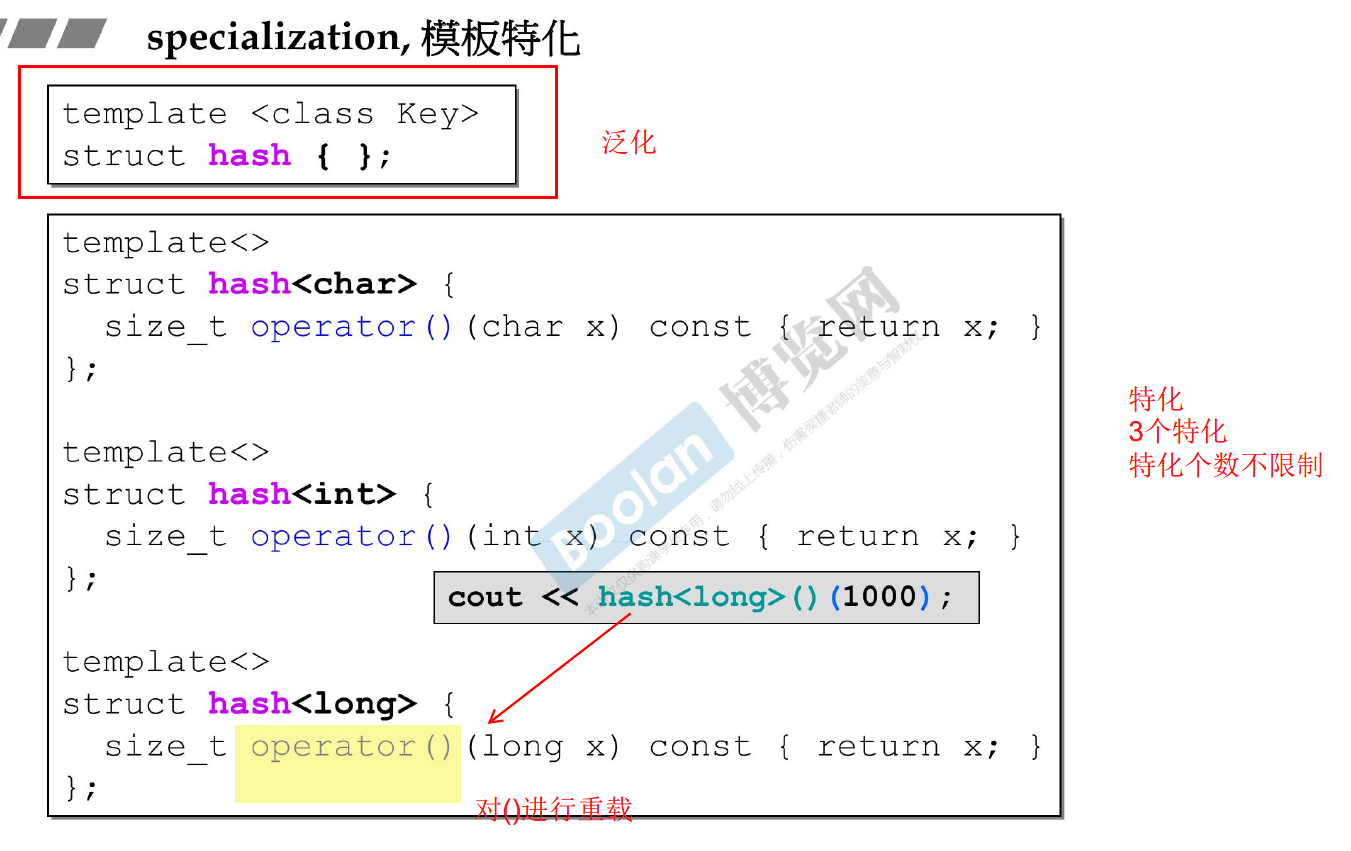 specialization, 模板特化
template <class Key>
struct hash { };
泛化
template<>
struct hash<char> {
size_t operator()(char x) const { return x; }
};
特化
3个特化
特化个数不限制
template<>
struct hash<int> {
size_t operator()(int x) const { return x; }
};
cout << hash<long>()(1000);
template<>
struct hash<long> {
size_t operator()(long x) const { return x; }
};
对()进行重载
Boolan 博览网